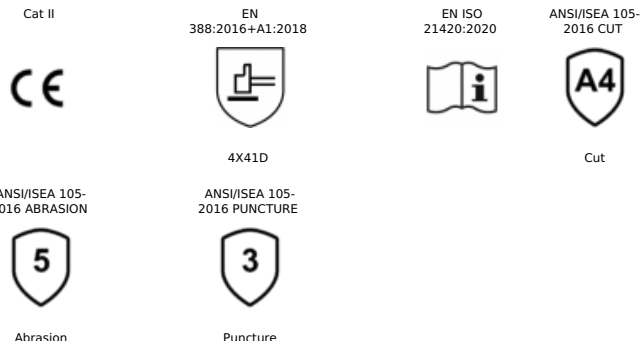 Cat II
EN
388:2016+A1:2018
EN ISO
21420:2020
ANSI/ISEA 105-
2016 CUT
CE
i
A4
4X41D
Cut
ANSI/ISEA 105-
016 ABRASION
ANSI/ISEA 105-
2016 PUNCTURE
5
3
Abrasion
Puncture